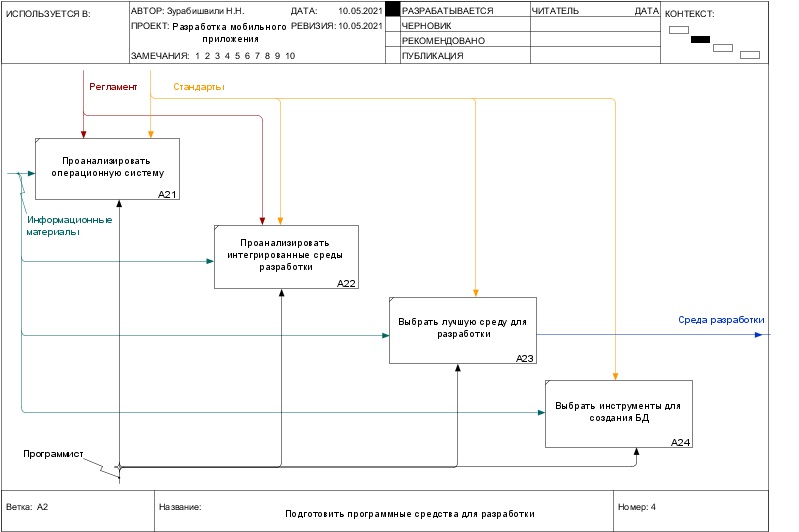 ИСПОЛЬЗУЕТСЯ В:
АВТОР: Зурабишвили Н.Н.
ДАТА: 10.05.2021
ПРОЕКТ: Разработка мобильного
приложения
РЕВИЗИЯ: 10.05.2021
ЗАМЕЧАНИЯ: 1 2 3 4 5 6 7 8 9 10
РАЗРАБАТЫВАЕТСЯ
ЧЕРНОВИК
РЕКОМЕНДОВАНО
ПУБЛИКАЦИЯ
ЧИТАТЕЛЬ
ДАТА
КОНТЕКСТ:
Регламент
Стандарты
Проанализировать
операционную систему
A21
Информационные
материалы
Проанализировать
интегрированные среды
разработки
A22
Выбрать лучшую среду для
разработки
A23
Среда разработки
Выбрать инструменты для
создания БД
A24
Программист
Ветка: A2
Название:
Подготовить программные средства для разработки
Номер: 4